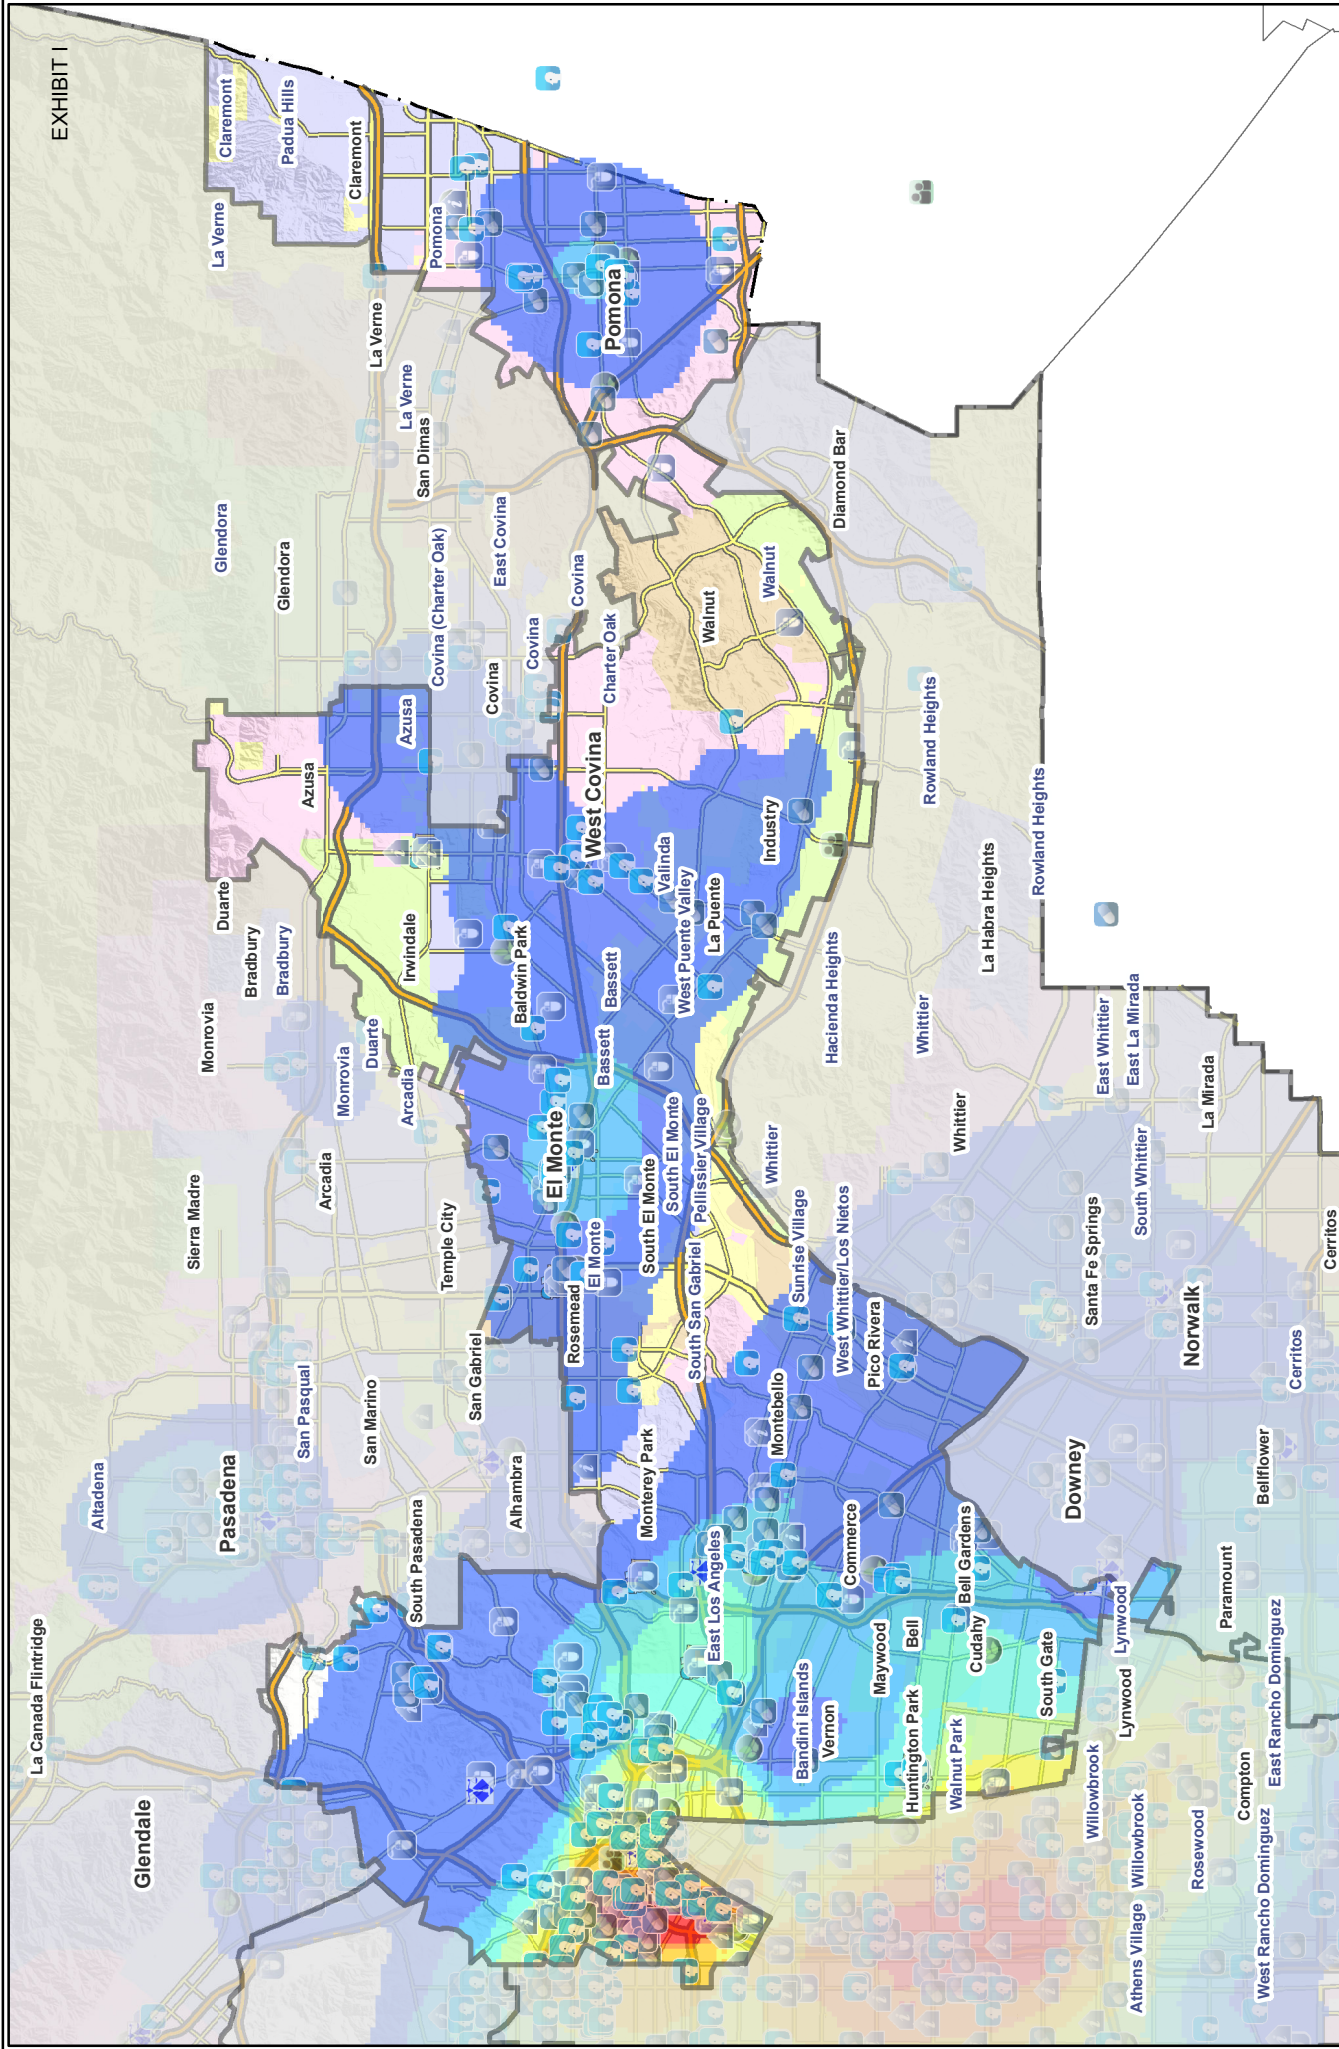 EXHIBIT I
La Canada Flintridge
Glendale
Altadena
Pasadena
San Pasqual
San Marino
South Pasadena
Alhambra
San Gabriel
Sierra Madre
Arcadia
Temple City
Monrovia
Bradbury
Bradbury
Duarte
Monrovia
Duarte
Arcadia
Irwindale
Azusa
Azusa
Glendora
Glendora
Covina (Charter Oak)
East Covina
Covina
Covina
Covina
Charter Oak
San Dimas
La Verne
La Verne
La Verne
Claremont
Padua Hills
Claremont
Pomona
Pomona
Diamond Bar
Walnut
Walnut
West Covina
Baldwin Park
Bassett
Bassett
Valinda
West Puente Valley
La Puente
Industry
Rowland Heights
Rowland Heights
La Habra Heights
Hacienda Heights
Whittier
Whittier
Whittier
El Monte
El Monte
South El Monte
South El Monte
Pellissier Village
Rosemead
South San Gabriel
Sunrise Village
West Whittier/Los Nietos
Pico Rivera
Montebello
Monterey Park
East Los Angeles
Commerce
Bell Gardens
Bandini Islands
Vernon
Maywood
Bell
Cudahy
Huntington Park
Walnut Park
South Gate
Lynwood
Lynwood
Downey
Norwalk
Santa Fe Springs
South Whittier
East Whittier
East La Mirada
La Mirada
Cerritos
Cerritos
Bellflower
Paramount
East Rancho Dominguez
Compton
Willowbrook
Willowbrook
Rosewood
Athens Village
West Rancho Dominguez